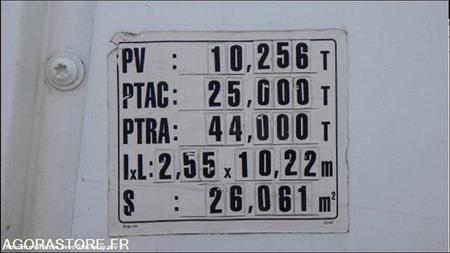 PV : 10,256 T
PTAC: 25,000 T
PTRA: 44,000 T
lxL: 2,55 x 10,22 m
S : 26,061 m²
AGORASTORE.FR